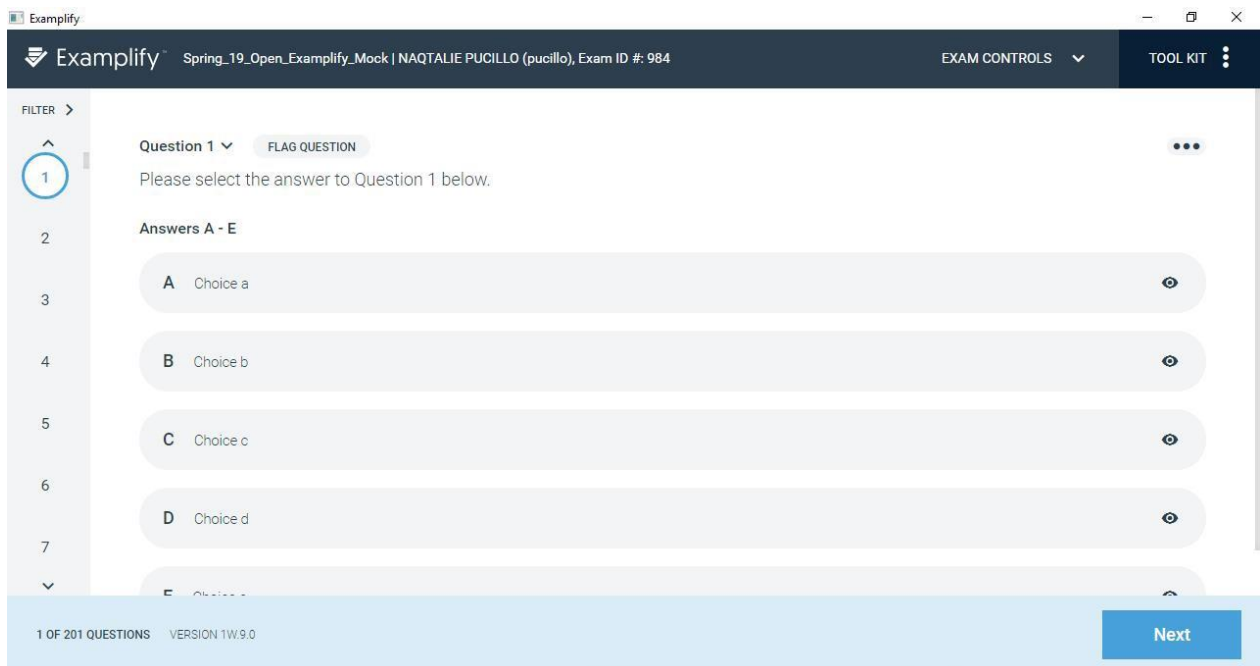 Examplify
Examplify Spring_19_Open_Examplify_Mock | NAQTALIE PUCILLO (pucillo), Exam ID #: 984 EXAM CONTROLS TOOL KIT
FILTER
Question 1 FLAG QUESTION
1
Please select the answer to Question 1 below.
Answers A - E
2
A Choice a
3
B Choice b
4
5
C Choice c
6
D Choice d
7
1 OF 201 QUESTIONS VERSION 1W.9.0 Next